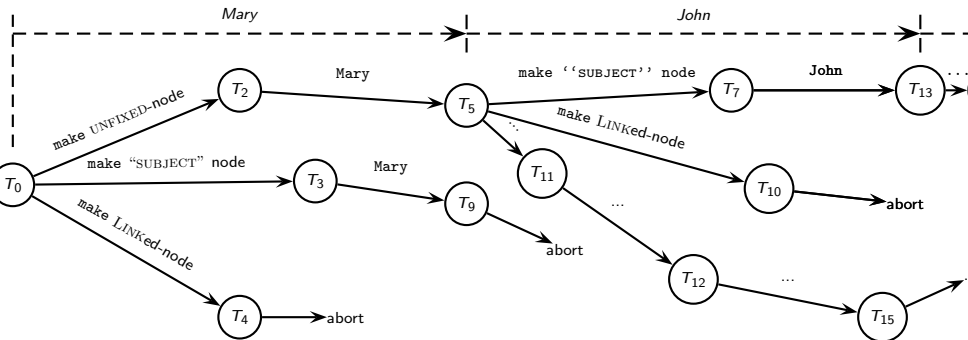 Mary
John
make UNFIXED-node
T2
Mary
T5
make ‘‘SUBJECT’’ node
T7
John
T13
...
make LINKed-node
...
T0
make “SUBJECT” node
T3
Mary
T9
abort
T11
...
T10
abort
make LINKed-node
T4
abort
T12
...
T15